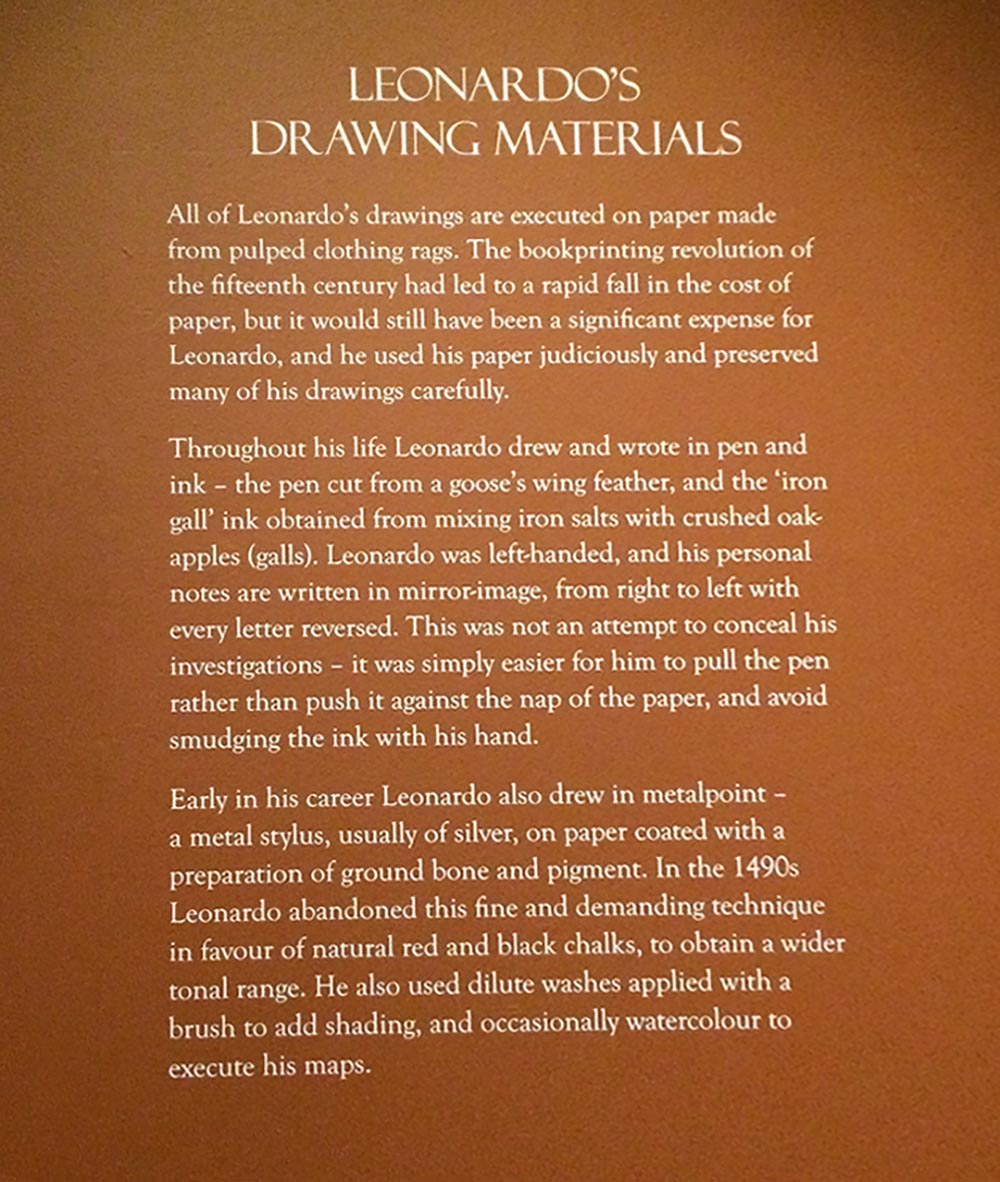 LEONARDO'S
DRAWING MATERIALS
All of Leonardo's drawings are executed on paper made
from pulped clothing rags. The bookprinting revolution of
the fifteenth century had led to a rapid fall in the cost of
paper, but it would still have been a significant expense for
Leonardo, and he used his paper judiciously and preserved
many of his drawings carefully.
Throughout his life Leonardo drew and wrote in pen and
ink – the pen cut from a goose's wing feather, and the ‘iron
gall’ ink obtained from mixing iron salts with crushed oak-
apples (galls). Leonardo was left-handed, and his personal
notes are written in mirror-image, from right to left with
every letter reversed. This was not an attempt to conceal his
investigations – it was simply easier for him to pull the pen
rather than push it against the nap of the paper, and avoid
smudging the ink with his hand.
Early in his career Leonardo also drew in metalpoint –
a metal stylus, usually of silver, on paper coated with a
preparation of ground bone and pigment. In the 1490s
Leonardo abandoned this fine and demanding technique
in favour of natural red and black chalks, to obtain a wider
tonal range. He also used dilute washes applied with a
brush to add shading, and occasionally watercolour to
execute his maps.